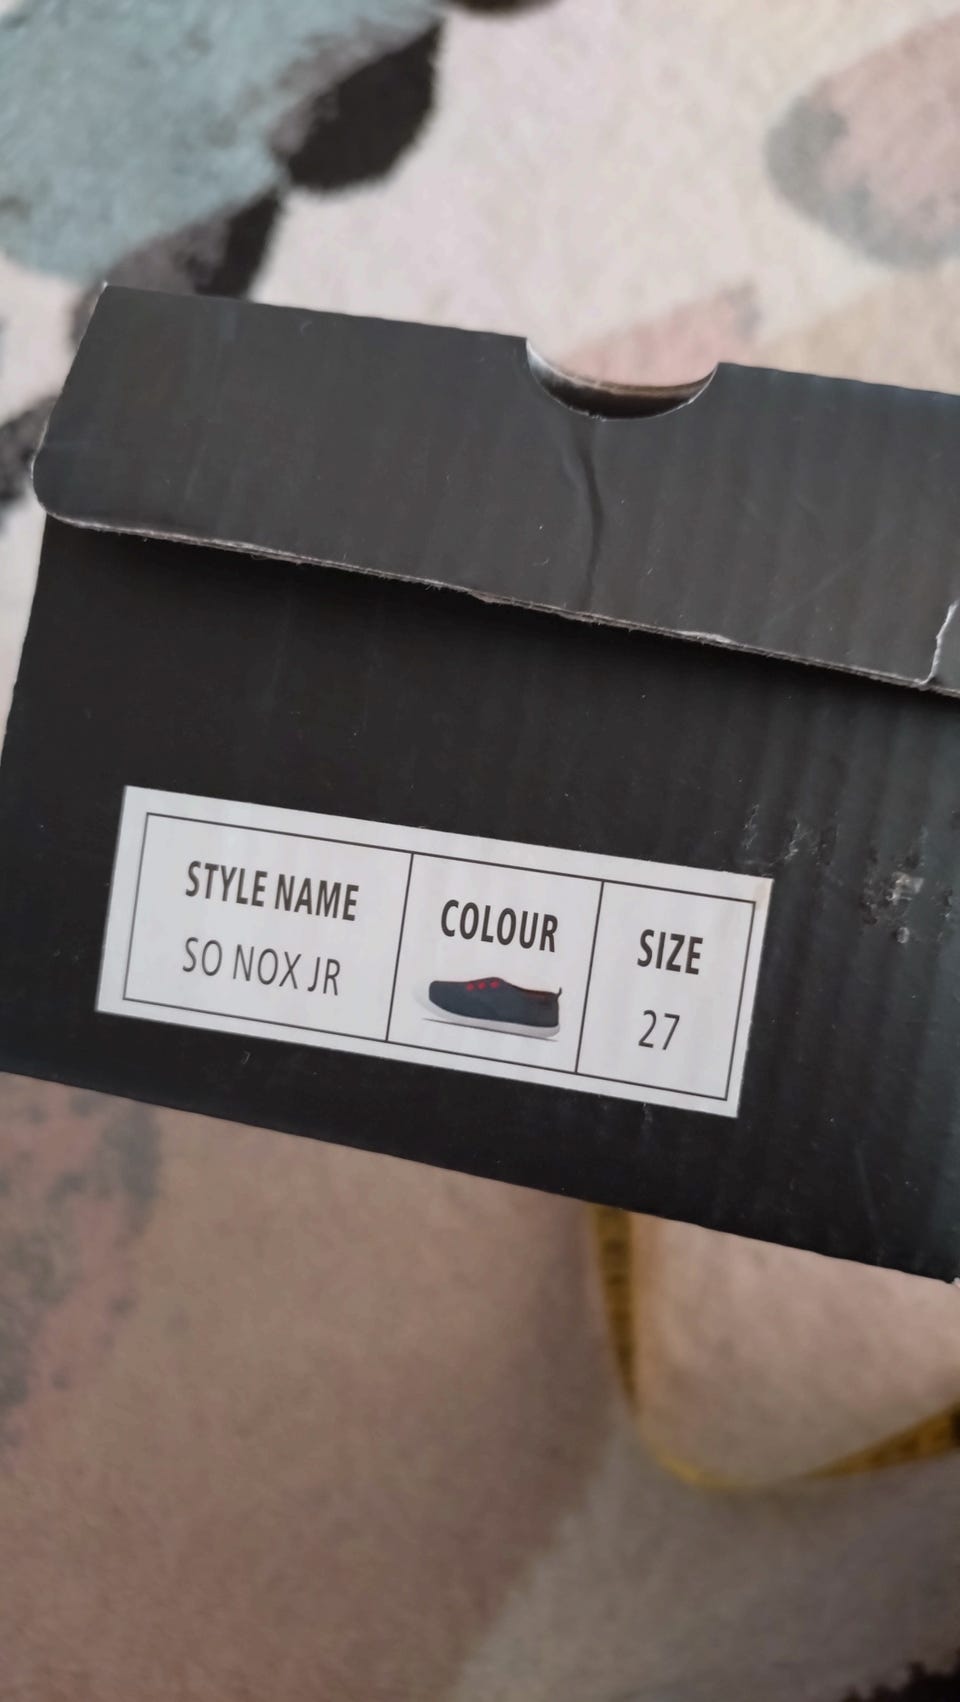 STYLE NAME
SO NOX JR
COLOUR
SIZE
27